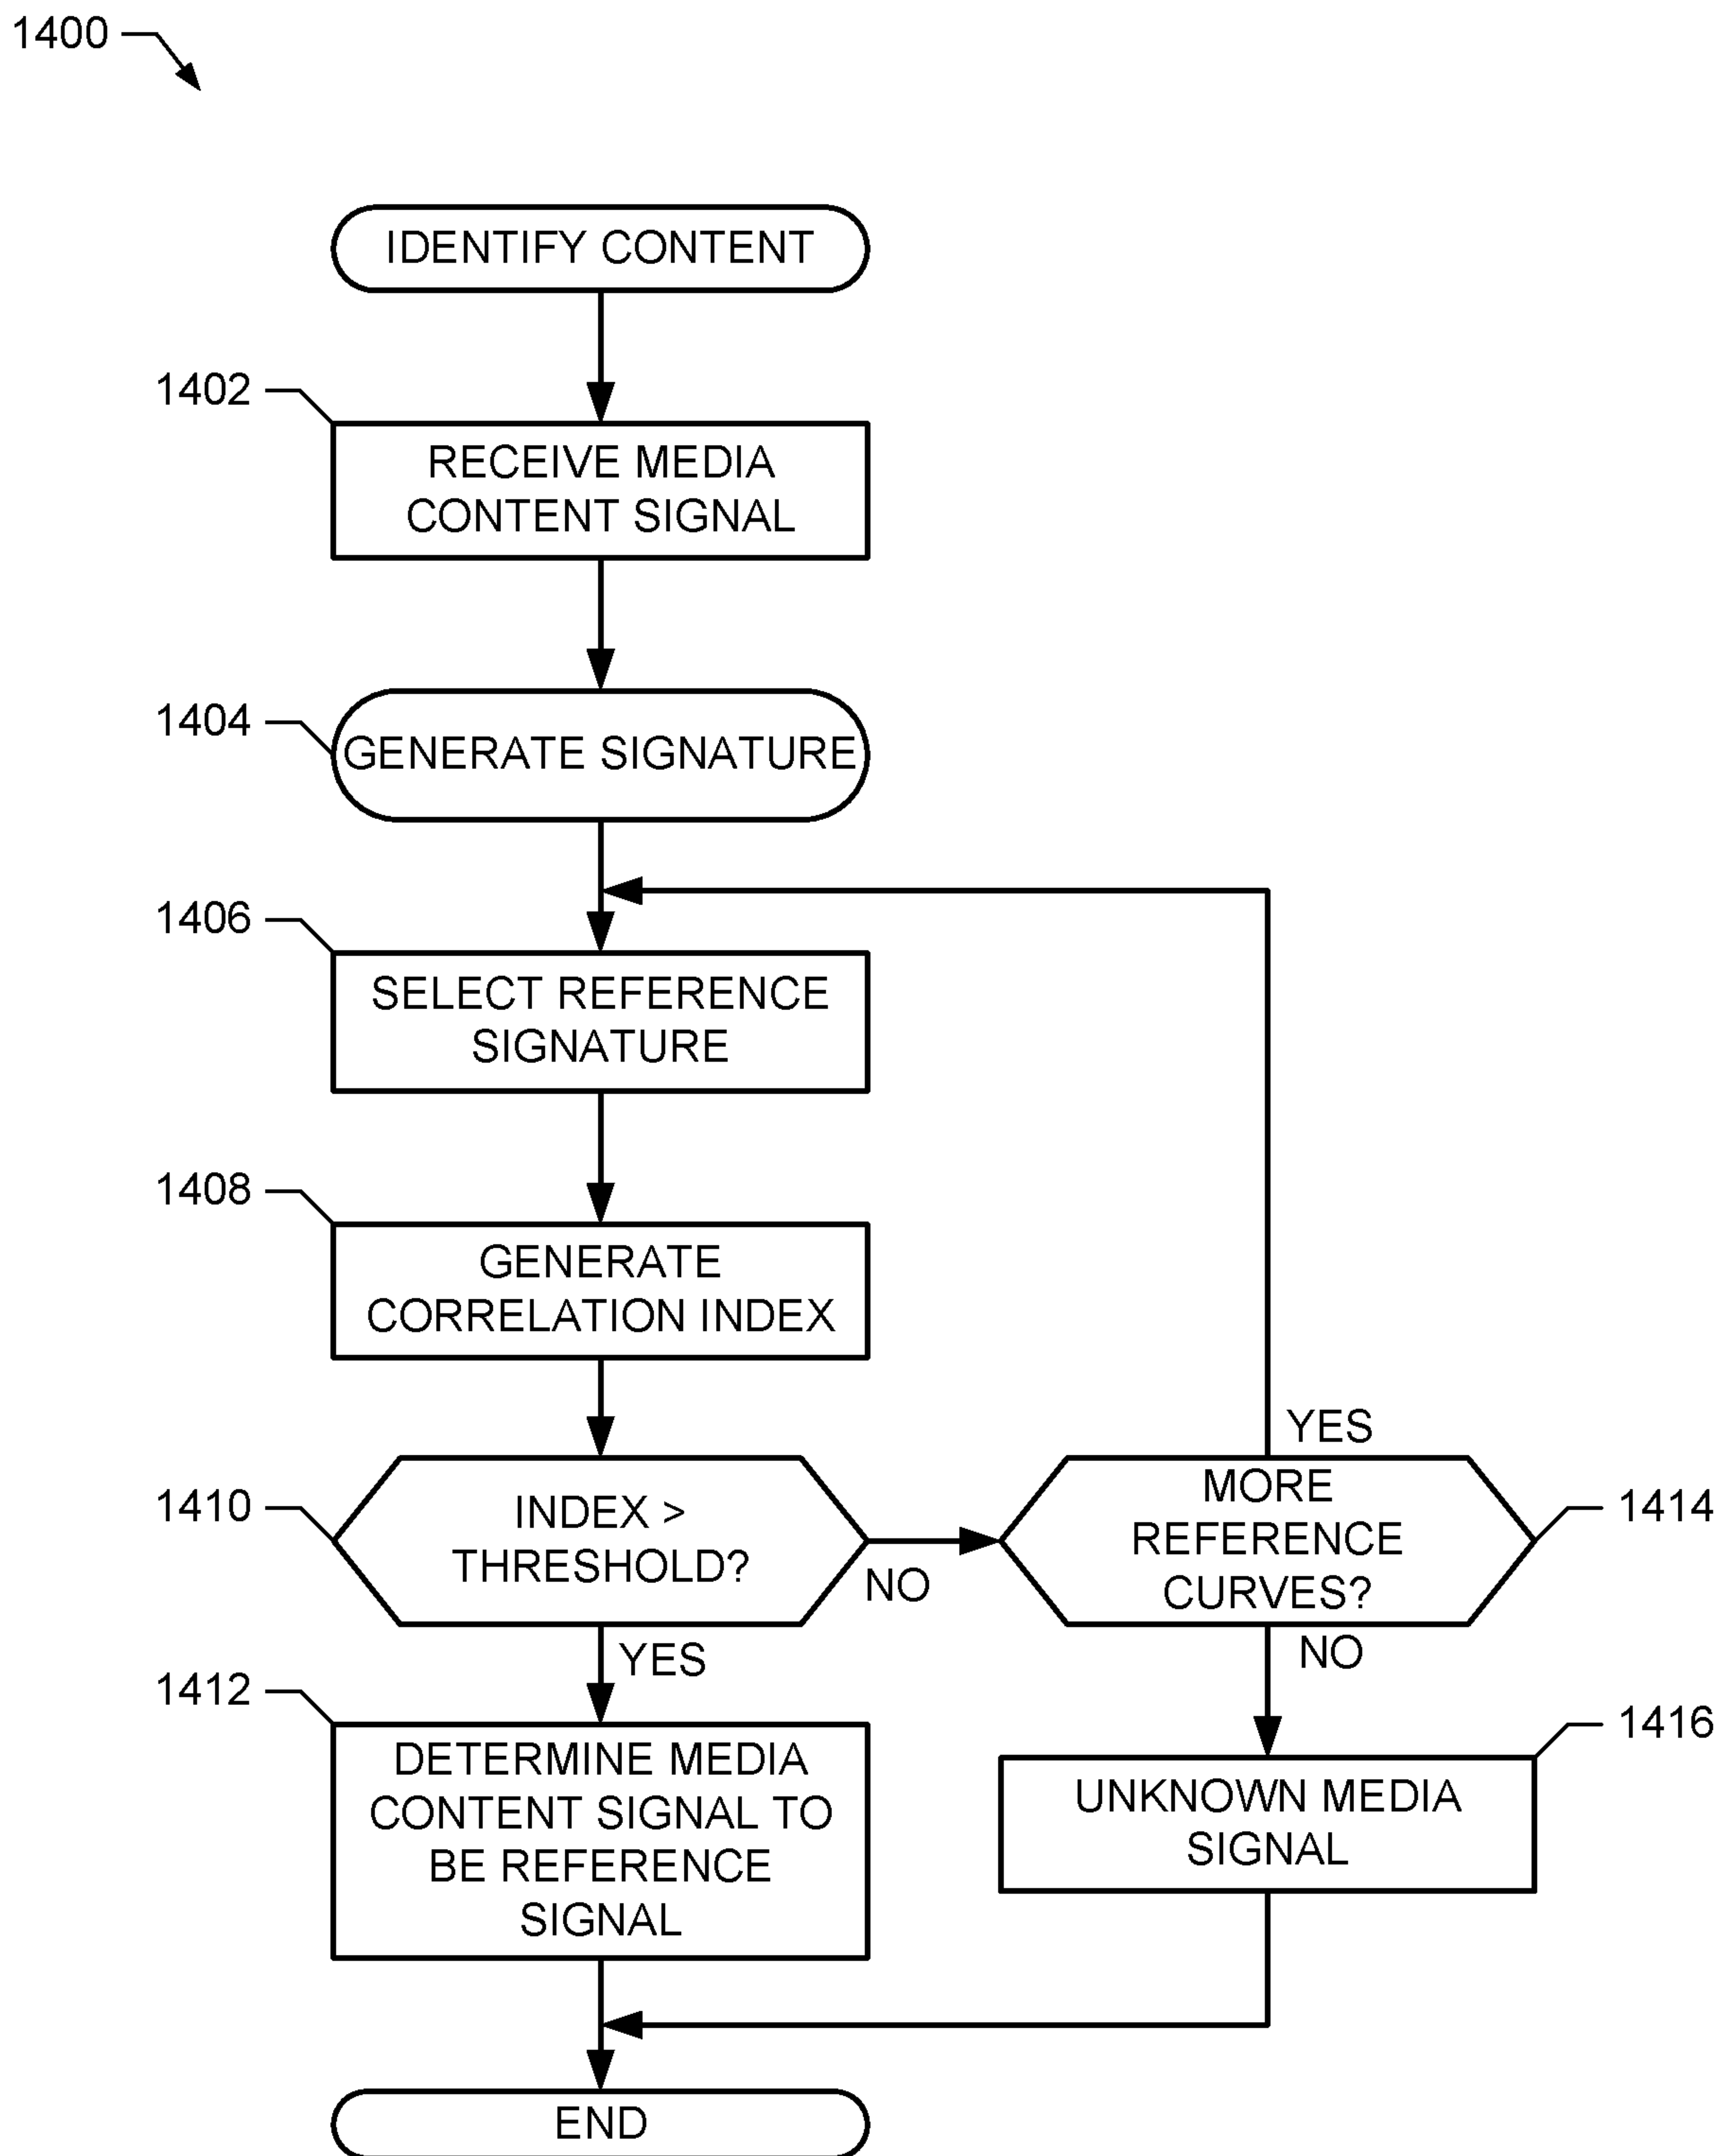 1400
IDENTIFY CONTENT
1402
RECEIVE MEDIA
CONTENT SIGNAL
1404
GENERATE SIGNATURE
1406
SELECT REFERENCE
SIGNATURE
1408
GENERATE
CORRELATION INDEX
1410
INDEX >
THRESHOLD?
NO
YES
1414
MORE
REFERENCE
CURVES?
YES
NO
1412
DETERMINE MEDIA
CONTENT SIGNAL TO
BE REFERENCE
SIGNAL
1416
UNKNOWN MEDIA
SIGNAL
END